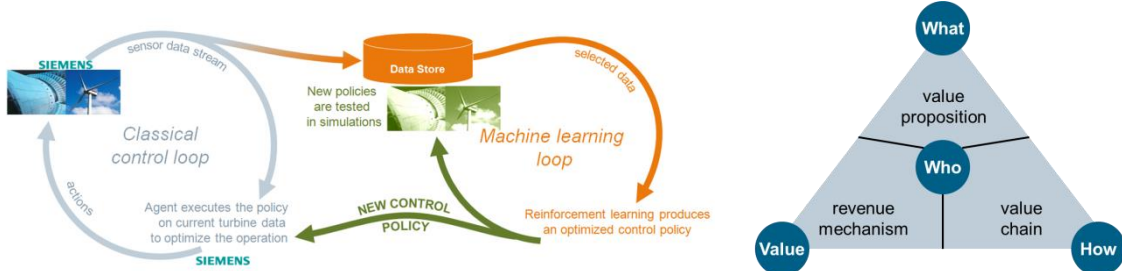 SIEMENS
sensor data stream
Classical
control loop
actions
Agent executes the policy
on current turbine data
to optimize the operation
SIEMENS
Data Store
New policies
are tested
in simulations
selected data
Machine learning
loop
NEW CONTROL
POLICY
Reinforcement learning produces
an optimized control policy
What
value
proposition
Who
revenue
mechanism
value
chain
Value
How